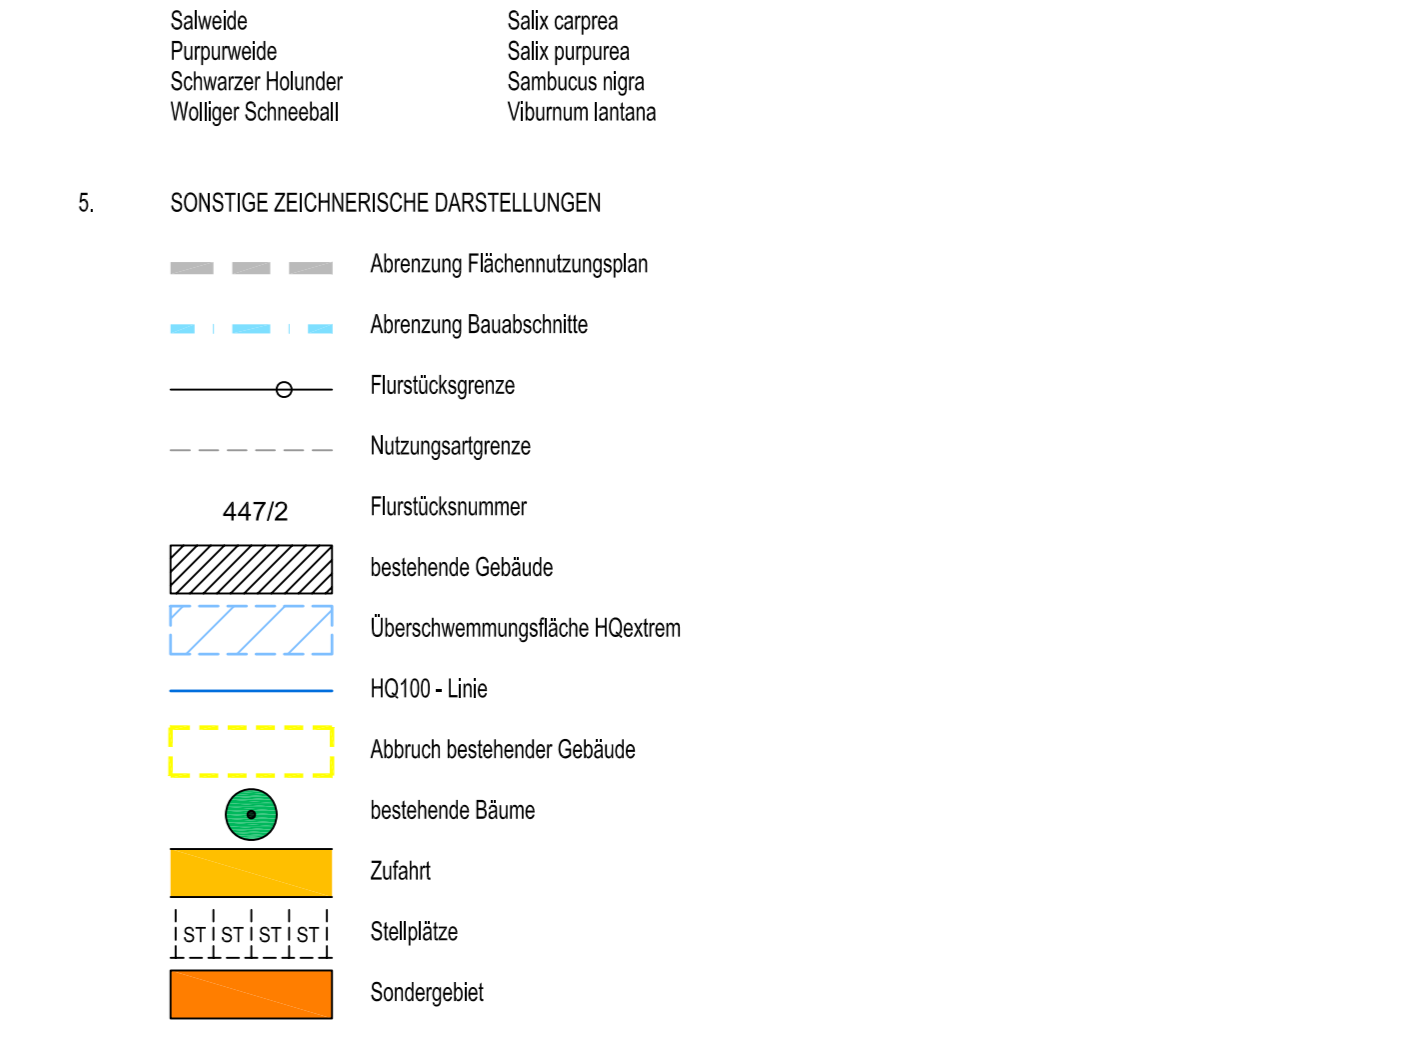 Salweide Salix carprea
Purpurweide Salix purpurea
Schwarzer Holunder Sambucus nigra
Wolliger Schneeball Viburnum lantana
5. SONSTIGE ZEICHNERISCHE DARSTELLUNGEN
Abrenzung Flächennutzungsplan
Abrenzung Bauabschnitte
Flurstücksgrenze
Nutzungsartgrenze
447/2 Flurstücksnummer
bestehende Gebäude
Überschwemmungsfläche HQextrem
HQ100 - Linie
Abbruch bestehender Gebäude
bestehende Bäume
Zufahrt
ST ST ST ST Stellplätze
Sondergebiet